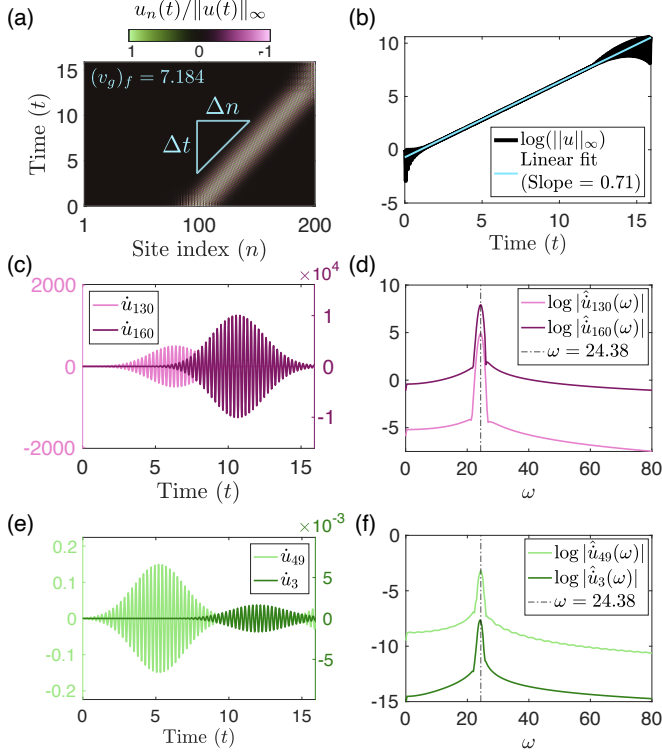 (a)
u_n(t)/‖u(t)‖_∞
1 0 -1
(v_g)_f = 7.184
Δn
Δt
15
10
5
0
Time (t)
1 100 200
Site index (n)
(b)
10
5
0
-5
log(||u||_∞)
Linear fit
(Slope = 0.71)
0 5 10 15
Time (t)
(c)
×10^4
2000
0
-2000
u̇_130
u̇_160
1
0
-1
0 5 10 15
Time (t)
(d)
10
5
0
-5
log |û̇_130(ω)|
log |û̇_160(ω)|
ω = 24.38
0 20 40 60 80
ω
(e)
×10^-3
0.2
0.1
0
-0.1
-0.2
u̇_49
u̇_3
5
0
-5
0 5 10 15
Time (t)
(f)
0
-5
-10
-15
log |û̇_49(ω)|
log |û̇_3(ω)|
ω = 24.38
0 20 40 60 80
ω